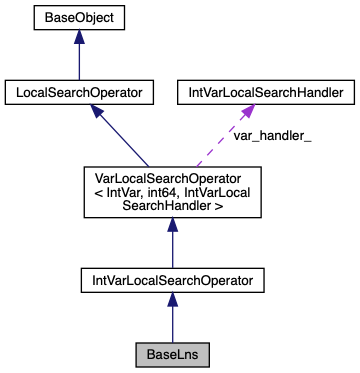 BaseObject
LocalSearchOperator
IntVarLocalSearchHandler
var_handler_
VarLocalSearchOperator
< IntVar, int64, IntVarLocal
SearchHandler >
IntVarLocalSearchOperator
BaseLns